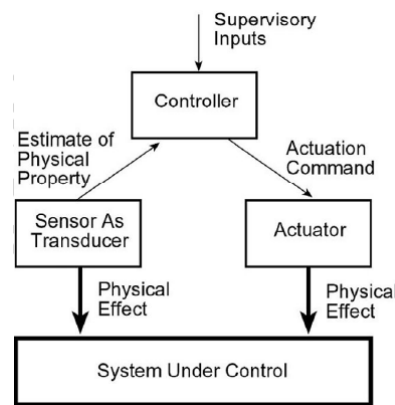 Supervisory
Inputs
Controller
Estimate of
Physical
Property
Actuation
Command
Sensor As
Transducer
Actuator
Physical
Effect
Physical
Effect
System Under Control